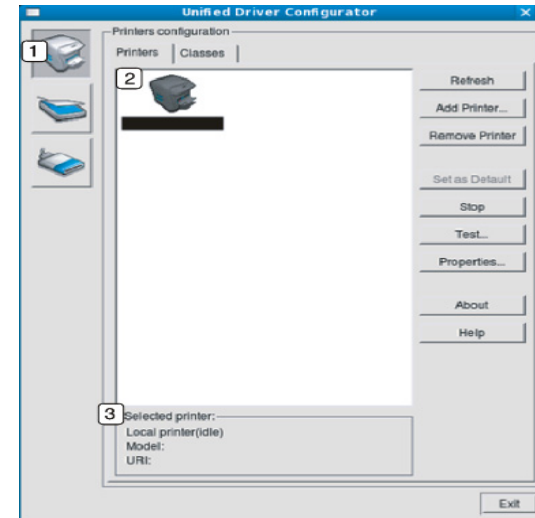 Unified Driver Configurator
1
Printers configuration
Printers
Classes
2
Refresh
Add Printer...
Remove Printer
Set as Default
Stop
Test...
Properties...
About
Help
3
Selected printer:
Local printer(idle)
Model:
URI:
Exit